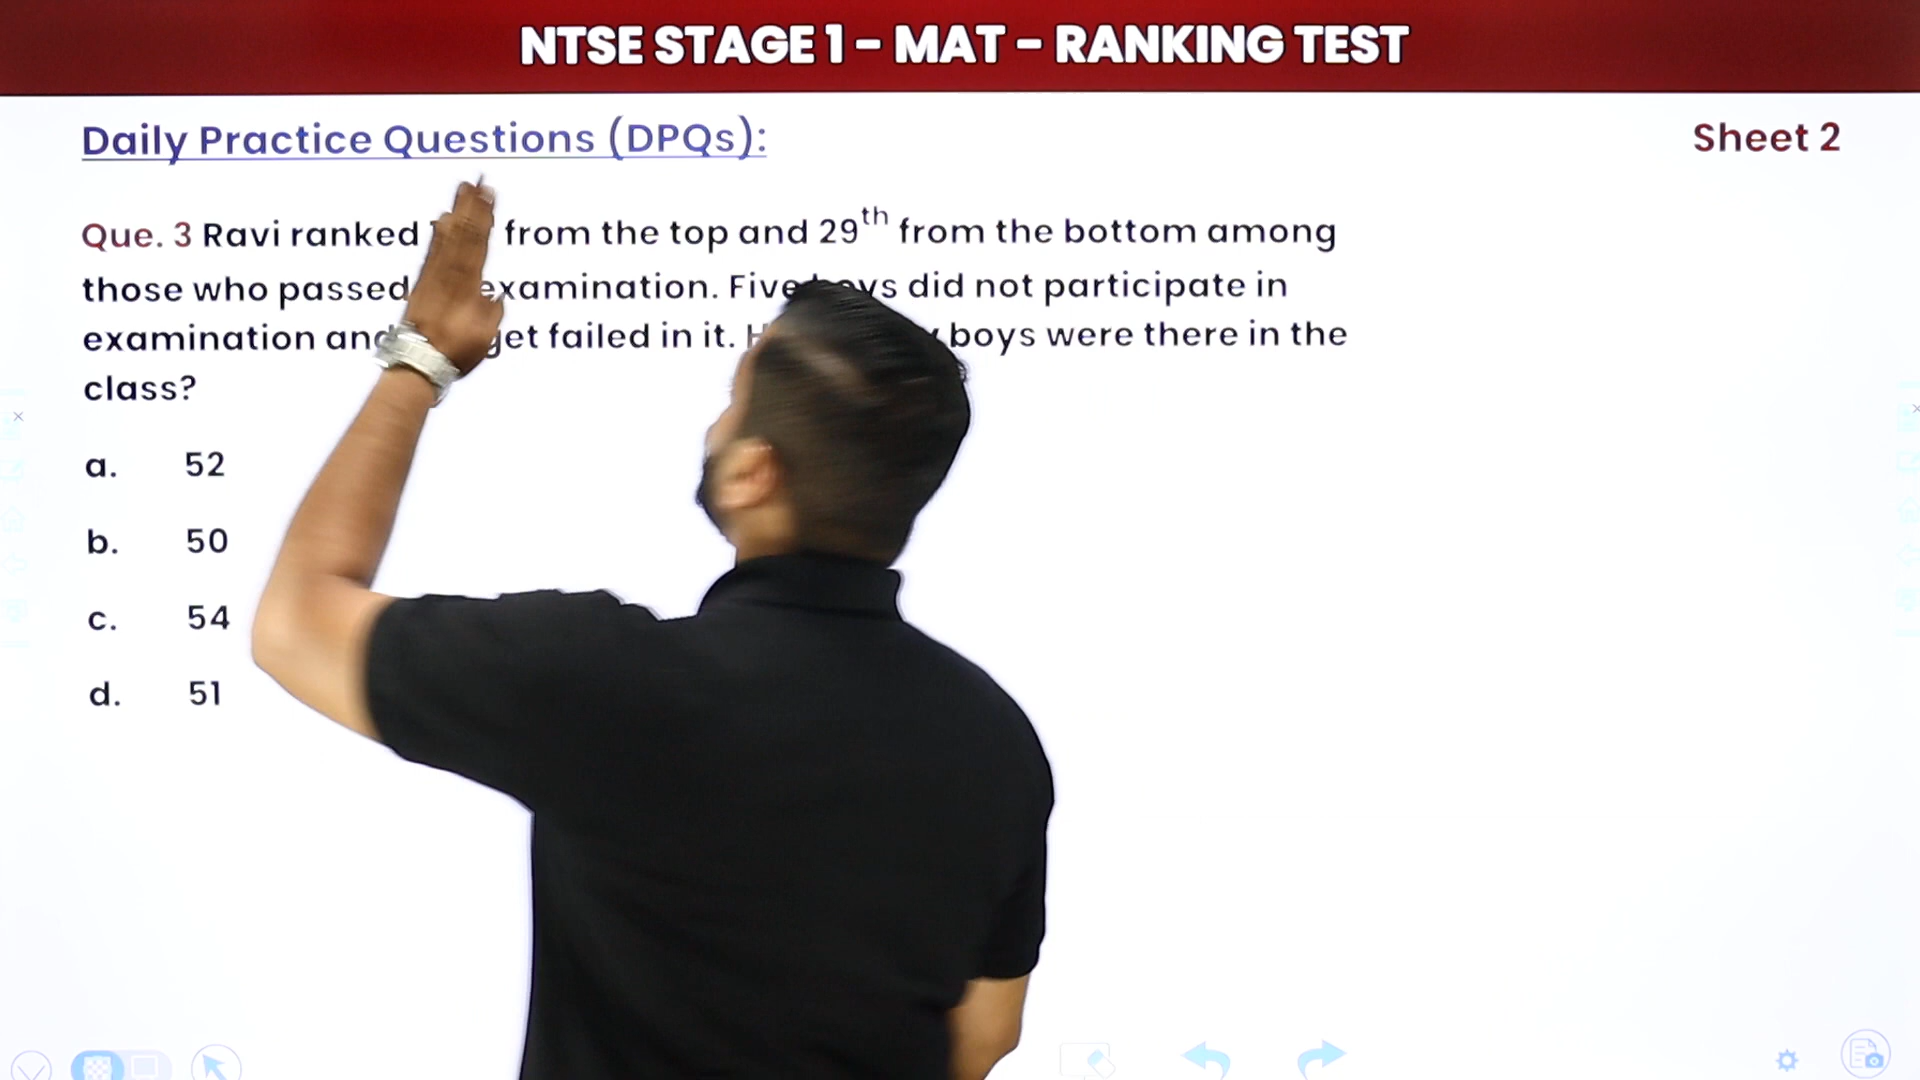 NTSE STAGE 1 – MAT – RANKING TEST
Daily Practice Questions (DPQs):
Sheet 2
Que. 3 Ravi ranked from the top and 29th from the bottom among
those who passed examination. Five boys did not participate in
examination and get failed in it. boys were there in the
class?
a. 52
b. 50
c. 54
d. 51